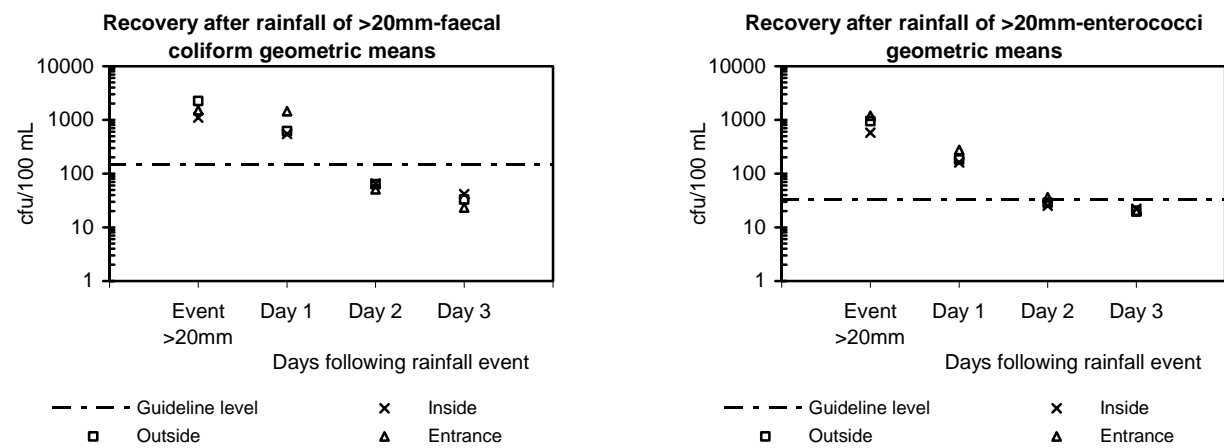 Recovery after rainfall of >20mm-faecal
coliform geometric means
10000
1000
100
10
1
cfu/100 mL
Event
>20mm
Day 1
Day 2
Day 3
Days following rainfall event
Guideline level
Inside
Outside
Entrance
Recovery after rainfall of >20mm-enterococci
geometric means
10000
1000
100
10
1
cfu/100 mL
Event
>20mm
Day 1
Day 2
Day 3
Days following rainfall event
Guideline level
Inside
Outside
Entrance